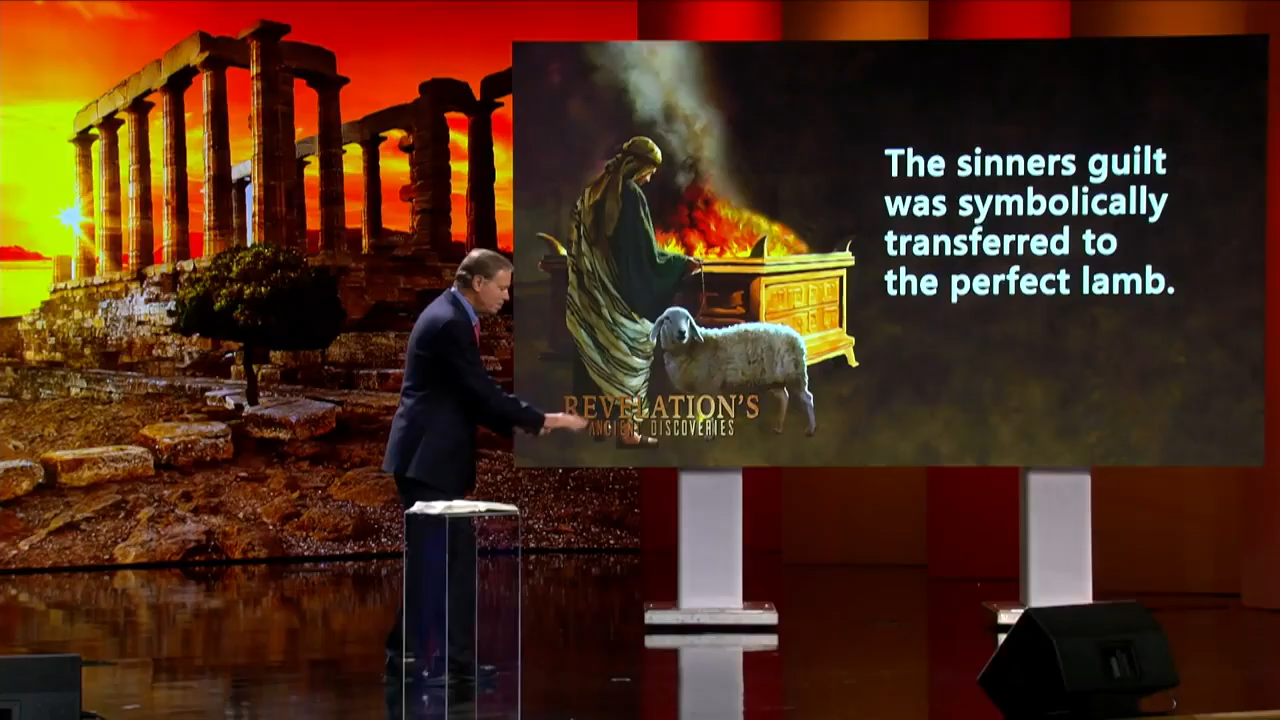 The sinners guilt
was symbolically
transferred to
the perfect lamb.
REVELATION'S
ANCIENT DISCOVERIES